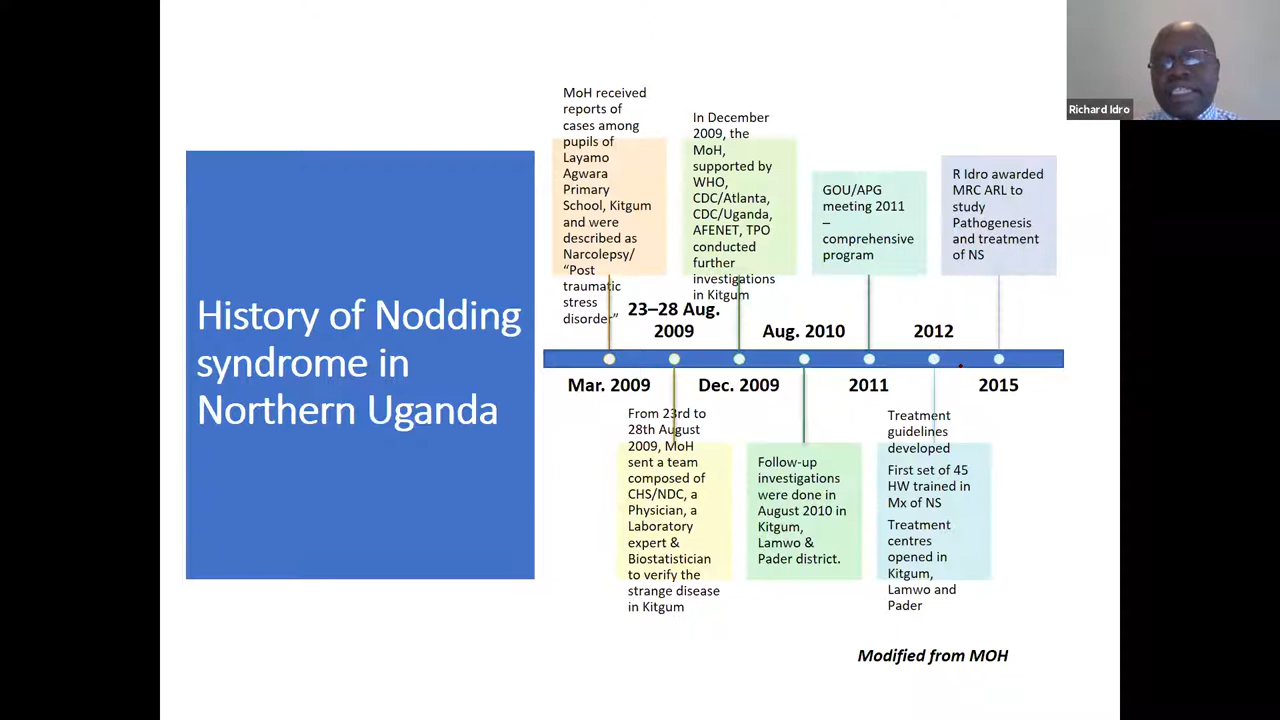 Richard Idro
History of Nodding
syndrome in
Northern Uganda
MoH received
reports of
cases among
pupils of
Layamo
Agwara
Primary
School, Kitgum
and were
described as
Narcolepsy/
“Post
traumatic
stress
disorder”
Mar. 2009
23–28 Aug.
2009
From 23rd to
28th August
2009, MoH
sent a team
composed of
CHS/NDC, a
Physician, a
Laboratory
expert &
Biostatistician
to verify the
strange disease
in Kitgum
In December
2009, the
MoH,
supported by
WHO,
CDC/Atlanta,
CDC/Uganda,
AFENET, TPO
conducted
further
investigations
in Kitgum
Dec. 2009
Aug. 2010
Follow-up
investigations
were done in
August 2010 in
Kitgum,
Lamwo &
Pader district.
GOU/APG
meeting 2011
–
comprehensive
program
2011
2012
Treatment
guidelines
developed
First set of 45
HW trained in
Mx of NS
Treatment
centres
opened in
Kitgum,
Lamwo and
Pader
R Idro awarded
MRC ARL to
study
Pathogenesis
and treatment
of NS
2015
Modified from MOH